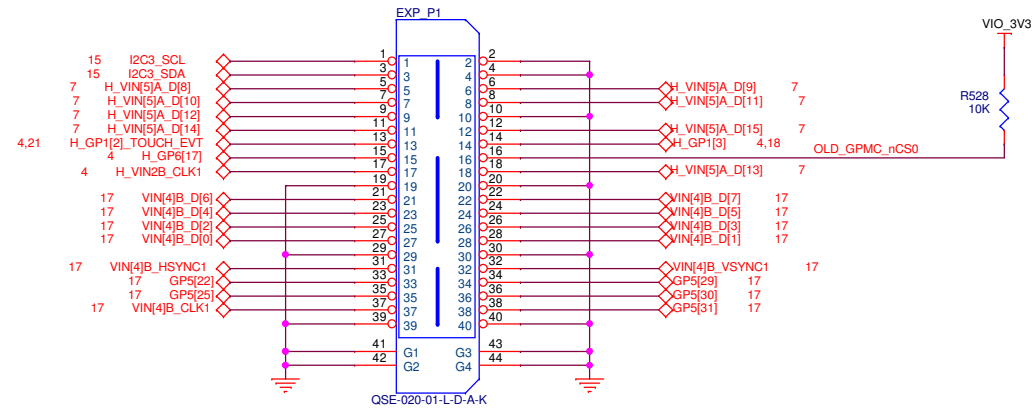 EXP_P1
VIO_3V3
R528
10K
15 I2C3_SCL 1 1 2 2
15 I2C3_SDA 3 3 4 4
7 H_VIN[5]A_D[8] 5 5 6 6 H_VIN[5]A_D[9] 7
7 H_VIN[5]A_D[10] 7 7 8 8 H_VIN[5]A_D[11] 7
7 H_VIN[5]A_D[12] 9 9 10 10
7 H_VIN[5]A_D[14] 11 11 12 12 H_VIN[5]A_D[15] 7
4,21 H_GP1[2]_TOUCH_EVT 13 13 14 14 H_GP1[3] 4,18
4 H_GP6[17] 15 15 16 16 OLD_GPMC_nCS0
4 H_VIN2B_CLK1 17 17 18 18 H_VIN[5]A_D[13] 7
19 19 20 20
17 VIN[4]B_D[6] 21 21 22 22 VIN[4]B_D[7] 17
17 VIN[4]B_D[4] 23 23 24 24 VIN[4]B_D[5] 17
17 VIN[4]B_D[2] 25 25 26 26 VIN[4]B_D[3] 17
17 VIN[4]B_D[0] 27 27 28 28 VIN[4]B_D[1] 17
29 29 30 30
17 VIN[4]B_HSYNC1 31 31 32 32 VIN[4]B_VSYNC1 17
17 GP5[22] 33 33 34 34 GP5[29] 17
17 GP5[25] 35 35 36 36 GP5[30] 17
17 VIN[4]B_CLK1 37 37 38 38 GP5[31] 17
39 39 40 40
41 G1 G3 43
42 G2 G4 44
QSE-020-01-L-D-A-K